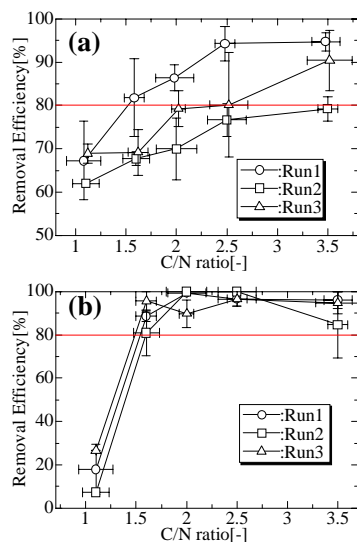 (a)
Removal Efficiency[%]
100
90
80
70
60
50
:Run1
:Run2
:Run3
1 1.5 2 2.5 3.5
C/N ratio[-]
(b)
Removal Efficiency[%]
100
80
60
40
20
0
:Run1
:Run2
:Run3
1 1.5 2 2.5 3.5
C/N ratio[-]